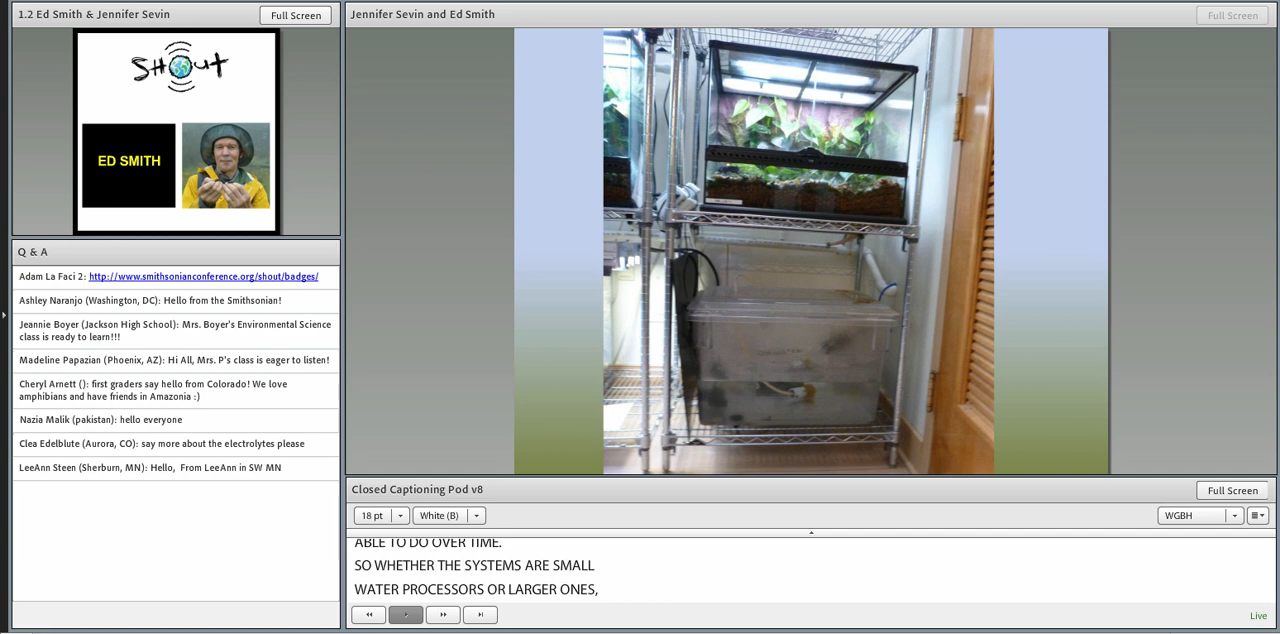 1.2 Ed Smith & Jennifer Sevin
Full Screen
SHOUT
ED SMITH
Q & A
Adam La Faci 2: http://www.smithsonianconference.org/shout/badges/
Ashley Naranjo (Washington, DC): Hello from the Smithsonian!
Jeannie Boyer (Jackson High School): Mrs. Boyer's Environmental Science
class is ready to learn!!!
Madeline Papazian (Phoenix, AZ): Hi All, Mrs. P's class is eager to listen!
Cheryl Arnett (): first graders say hello from Colorado! We love
amphibians and have friends in Amazonia :)
Nazia Malik (pakistan): hello everyone
Clea Edelblute (Aurora, CO): say more about the electrolytes please
LeeAnn Steen (Sherburn, MN): Hello,  From LeeAnn in SW MN
Jennifer Sevin and Ed Smith
Full Screen
Closed Captioning Pod v8
Full Screen
18 pt
White (B)
WGBH
ABLE TO DO OVER TIME.
SO WHETHER THE SYSTEMS ARE SMALL
WATER PROCESSORS OR LARGER ONES,
Live